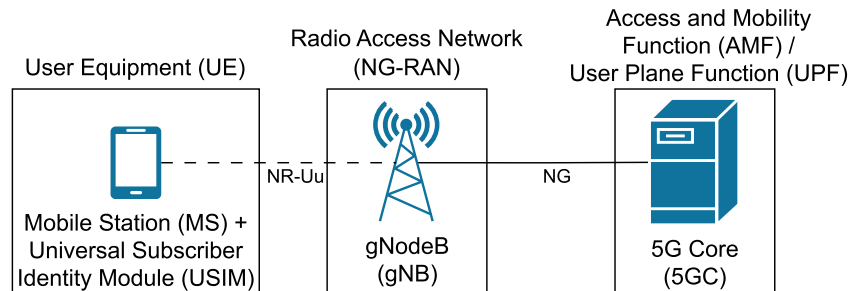 User Equipment (UE)
Mobile Station (MS) +
Universal Subscriber
Identity Module (USIM)
NR-Uu
Radio Access Network
(NG-RAN)
gNodeB
(gNB)
NG
Access and Mobility
Function (AMF) /
User Plane Function (UPF)
5G Core
(5GC)